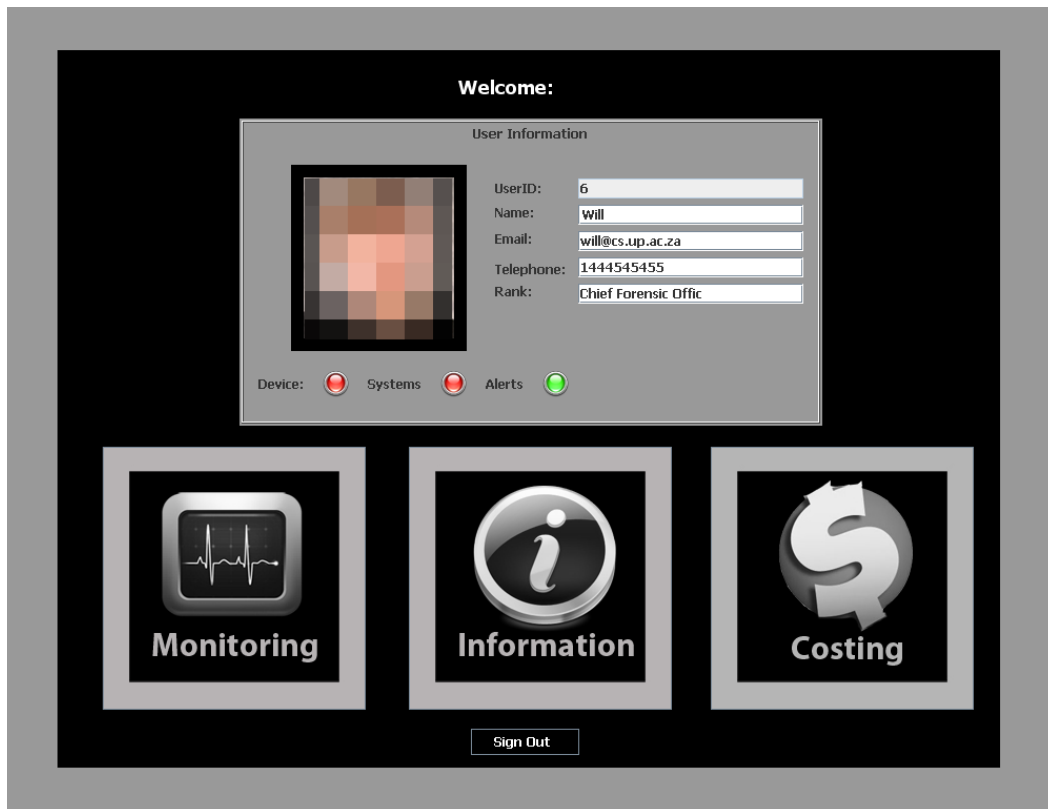 Welcome:
User Information
UserID: 6
Name: Will
Email: will@cs.up.ac.za
Telephone: 1444545455
Rank: Chief Forensic Offic
Device: Systems Alerts
Monitoring Information Costing
Sign Out